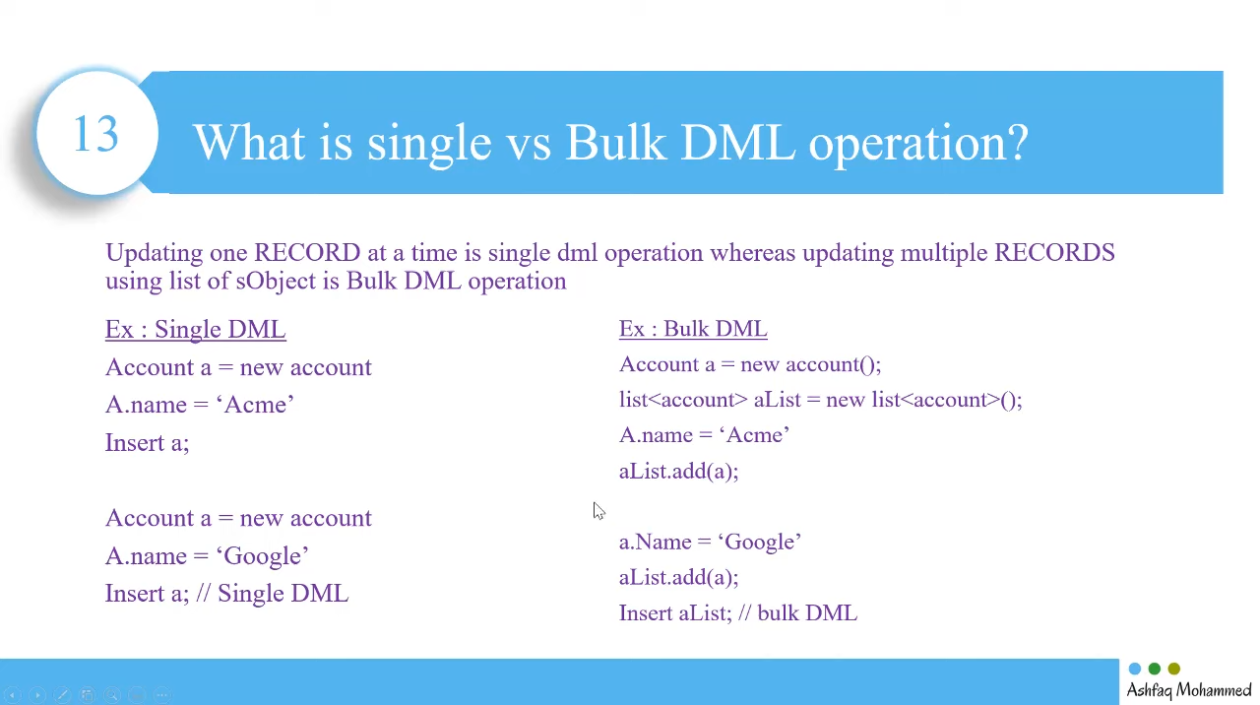 13
What is single vs Bulk DML operation?
Updating one RECORD at a time is single dml operation whereas updating multiple RECORDS
using list of sObject is Bulk DML operation
Ex : Single DML
Account a = new account
A.name = ‘Acme’
Insert a;
Account a = new account
A.name = ‘Google’
Insert a; // Single DML
Ex : Bulk DML
Account a = new account();
list<account> aList = new list<account>();
A.name = ‘Acme’
aList.add(a);
a.Name = ‘Google’
aList.add(a);
Insert aList; // bulk DML
Ashfaq Mohammed